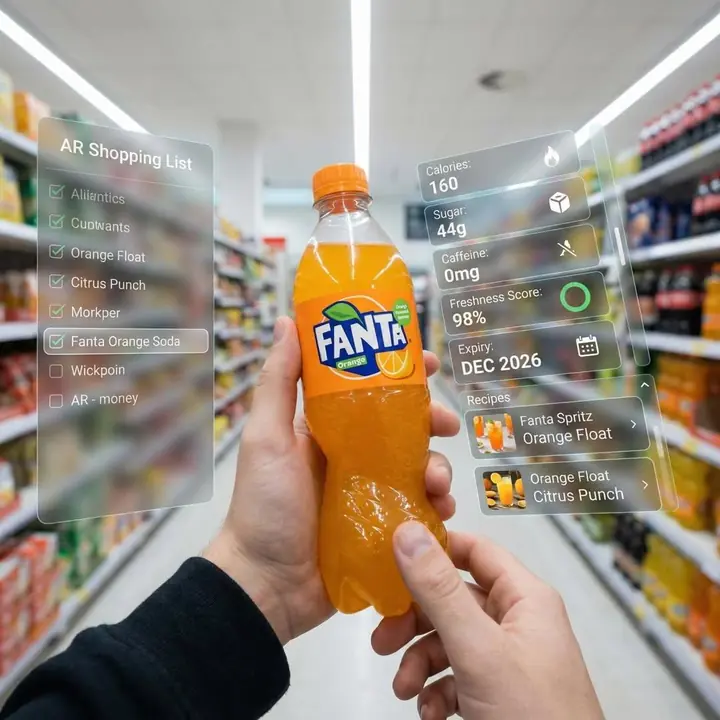 AR Shopping List
Aliantics
Cuowants
Orange Float
Citrus Punch
Morkper
Fanta Orange Soda
Wickpoin
AR - money
FANTA
Orange
Calories:
160
Sugar:
44g
Caffeine:
0mg
Freshness Score:
98%
Expiry:
DEC 2026
Recipes
Fanta Spritz
Orange Float
Orange Float
Citrus Punch